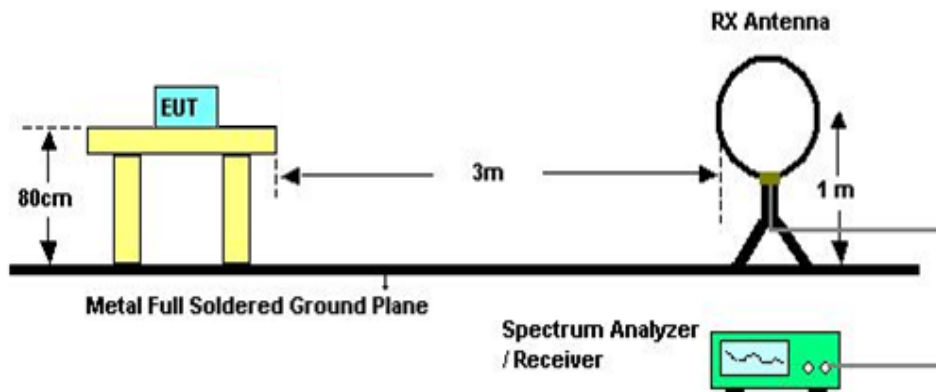 RX Antenna
EUT
3m
80cm
1 m
Metal Full Soldered Ground Plane
Spectrum Analyzer
/ Receiver